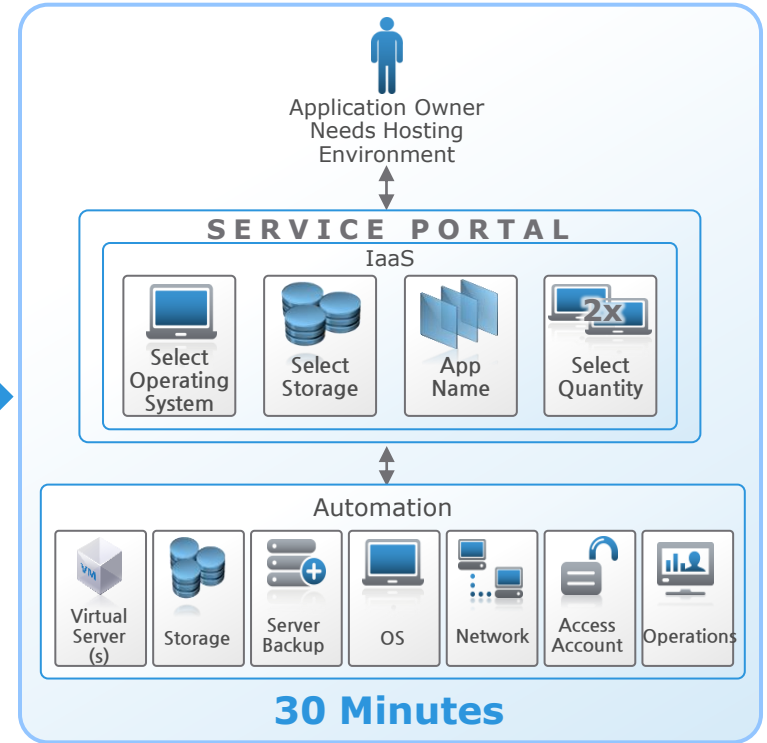 Application Owner
Needs Hosting
Environment
SERVICE PORTAL
IaaS
Select
Operating
System
Select
Storage
App
Name
2x
Select
Quantity
Automation
VM
Virtual
Server
(s)
Storage
Server
Backup
OS
Network
Access
Account
Operations
30 Minutes